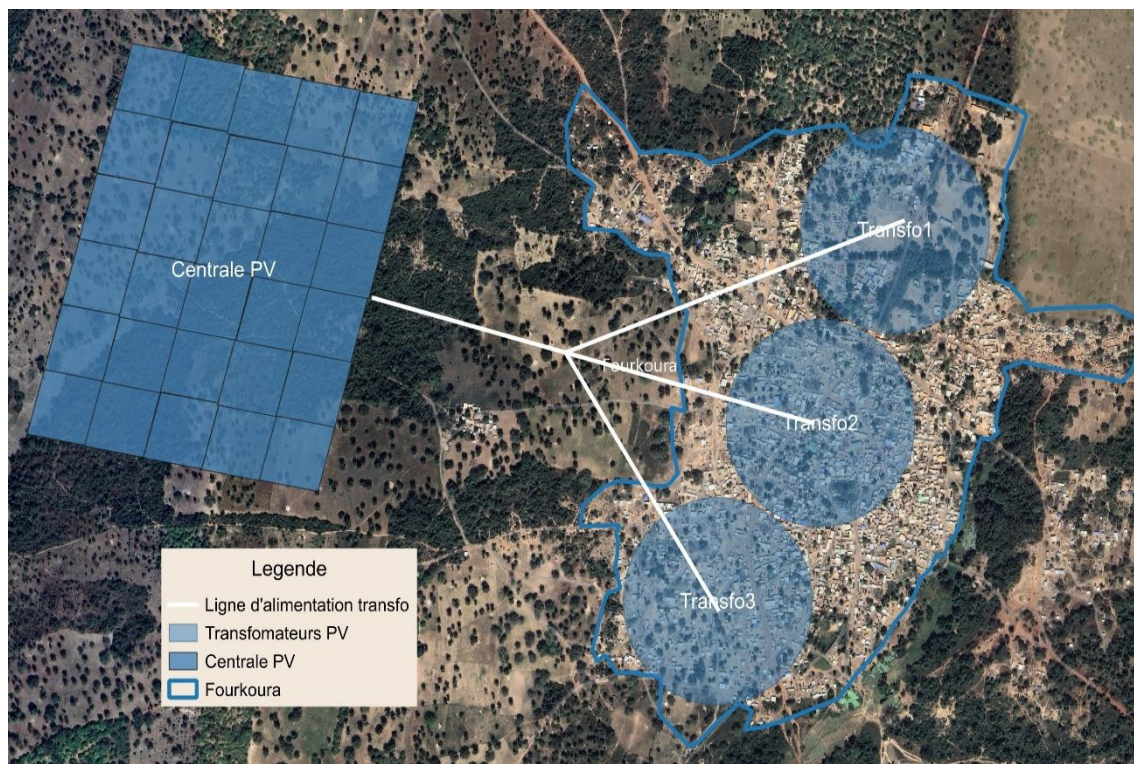 Transfo1
Centrale PV
Fourkoura
Transfo2
Transfo3
Legende
Ligne d'alimentation transfo
Transfomateurs PV
Centrale PV
Fourkoura